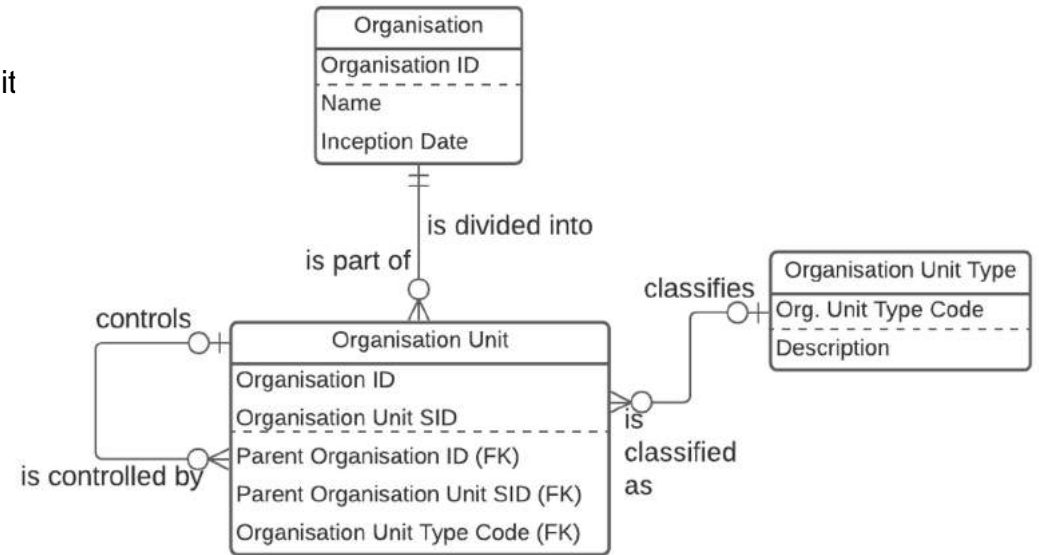 Organisation
Organisation ID
Name
Inception Date
it
is divided into
is part of
Organisation Unit Type
Org. Unit Type Code
Description
classifies
controls
Organisation Unit
Organisation ID
Organisation Unit SID
Parent Organisation ID (FK)
Parent Organisation Unit SID (FK)
Organisation Unit Type Code (FK)
is
classified
as
is controlled by